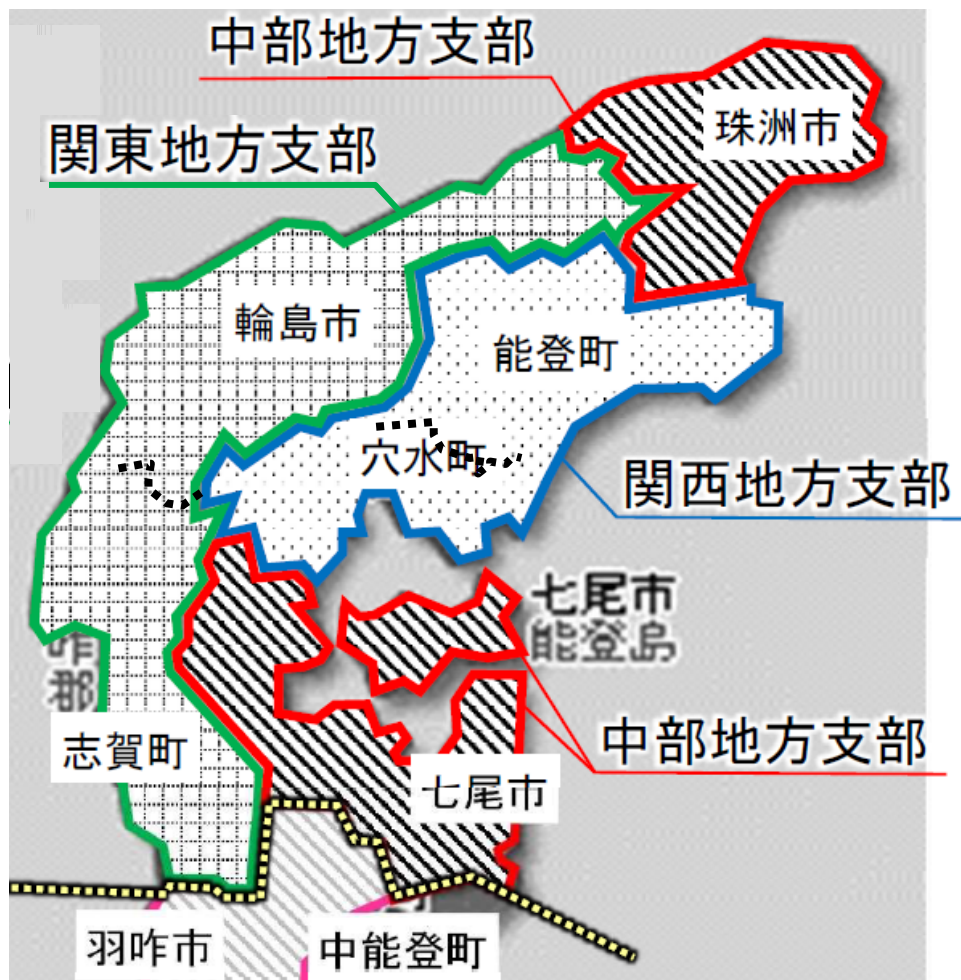 中部地方支部
珠洲市
関東地方支部
輪島市
能登町
穴水町
関西地方支部
七尾市
能登島
咋
郡
志賀町
中部地方支部
七尾市
羽咋市
中能登町